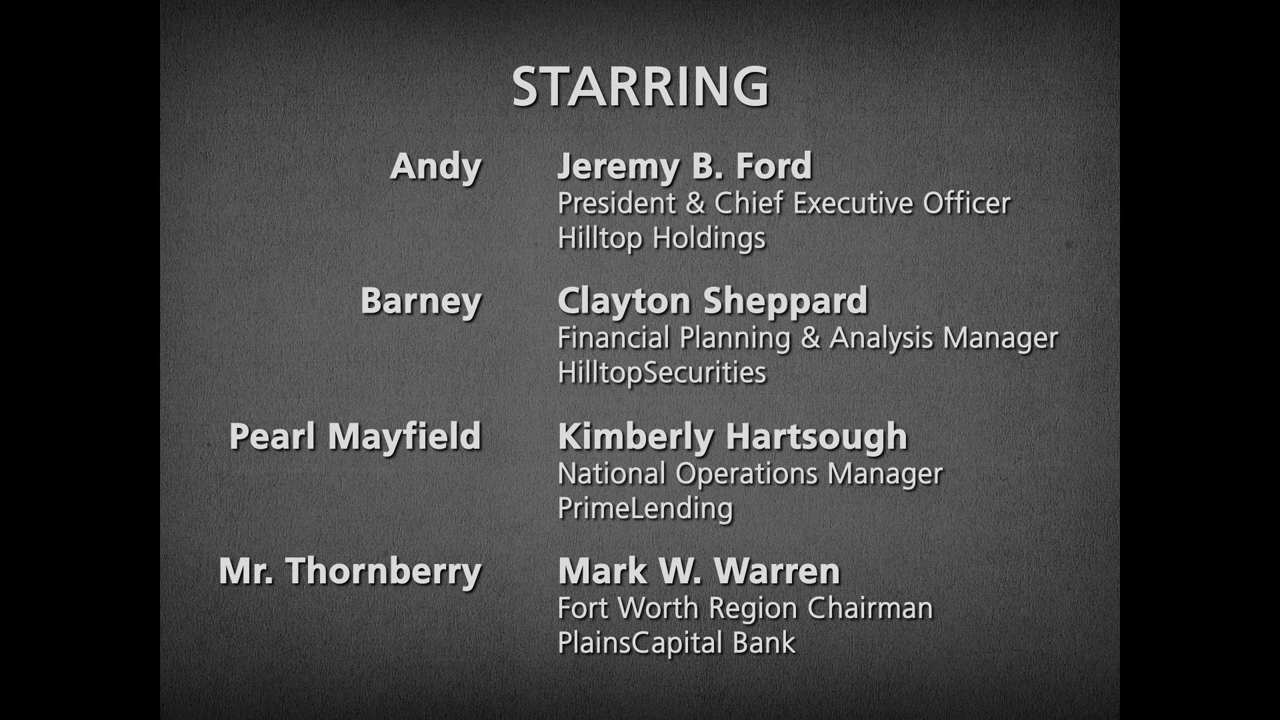 STARRING
Andy Jeremy B. Ford
President & Chief Executive Officer
Hilltop Holdings
Barney Clayton Sheppard
Financial Planning & Analysis Manager
HilltopSecurities
Pearl Mayfield Kimberly Hartsough
National Operations Manager
PrimeLending
Mr. Thornberry Mark W. Warren
Fort Worth Region Chairman
PlainsCapital Bank